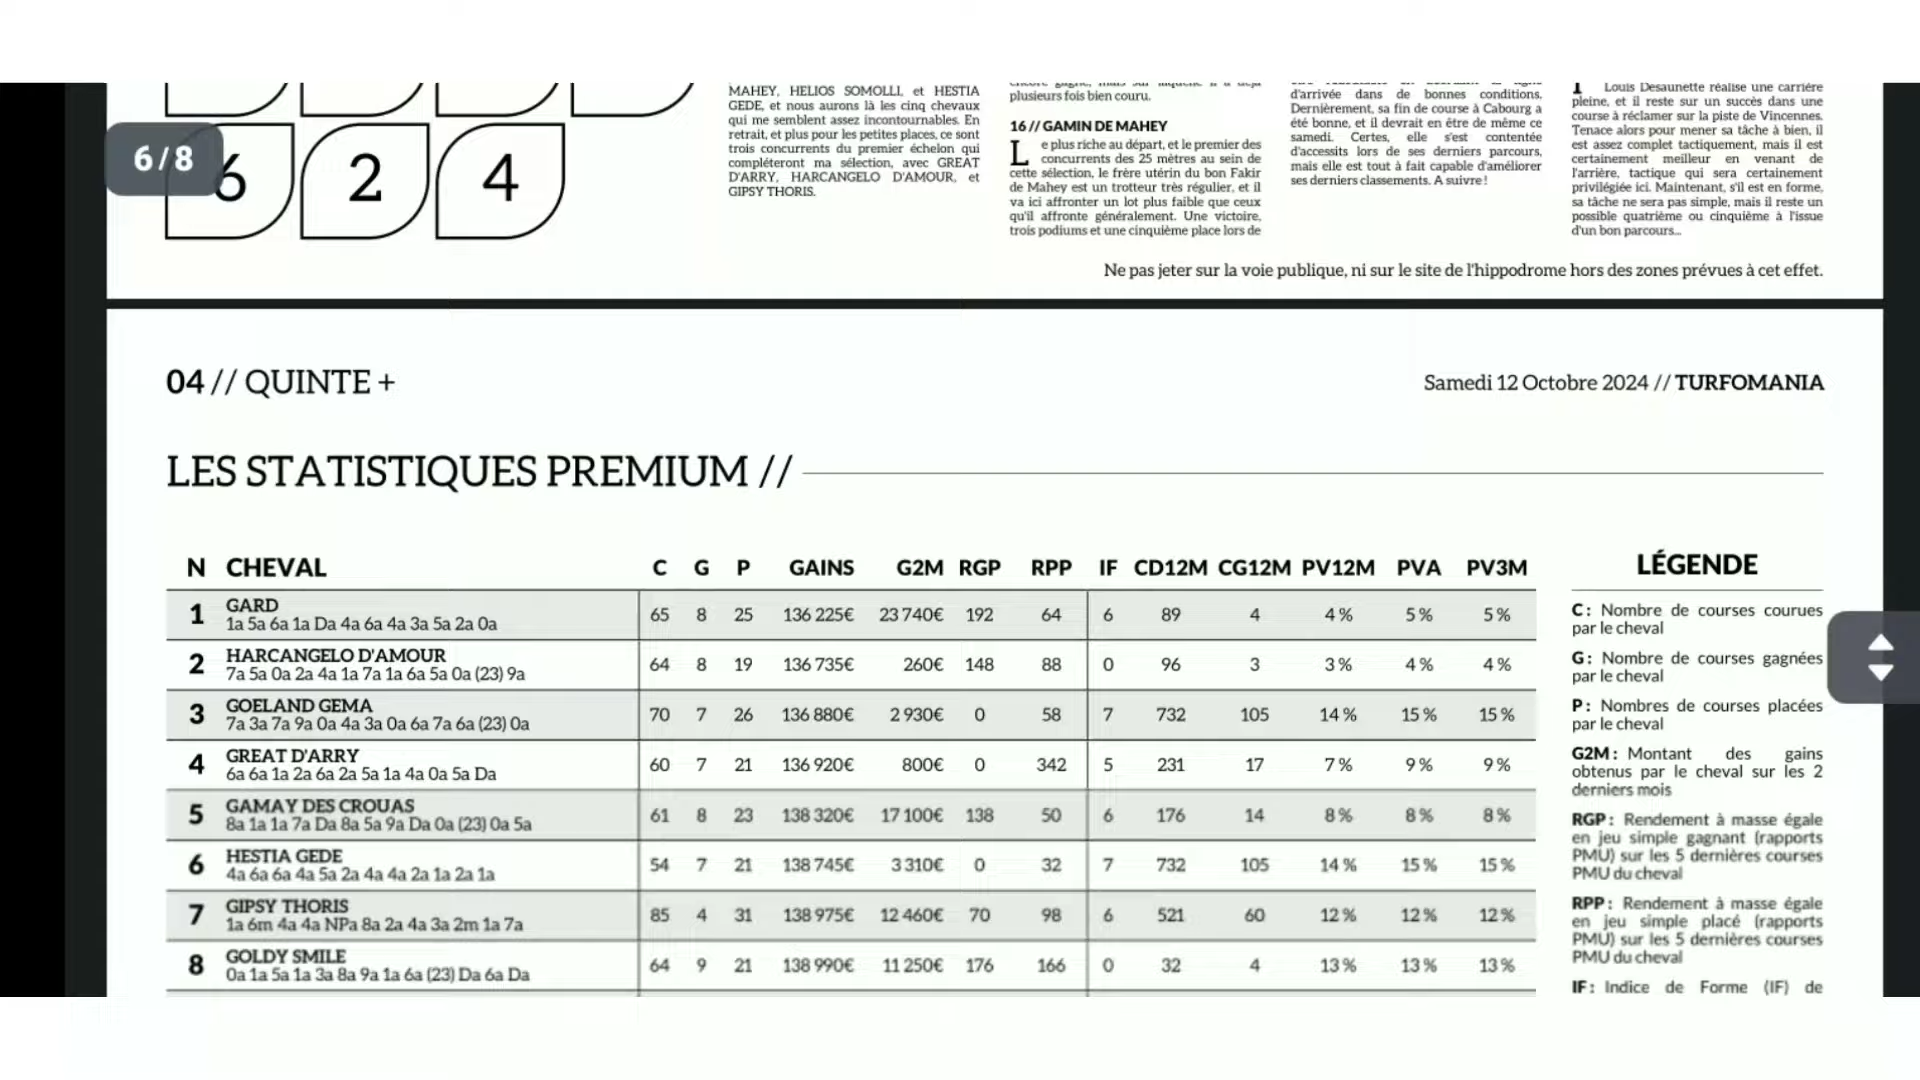 MAHEY, HELIOS SOMOLLI, et HESTIA
GEDE, et nous aurons là les cinq chevaux
qui me semblent assez incontournables. En
retrait, et plus pour les petites places, ce sont
trois concurrents du premier échelon qui
compléteront ma sélection, avec GREAT
D'ARRY, HARCANGELO D'AMOUR, et
GIPSY THORIS.
plusieurs fois bien couru.
16 // GAMIN DE MAHEY
Le plus riche au départ, et le premier des
concurrents des 25 mètres au sein de
cette sélection, le frère utérin du bon Fakir
de Mahey est un trotteur très régulier, et il
va ici affronter un lot plus faible que ceux
qu'il affronte généralement. Une victoire,
trois podiums et une cinquième place lors de
d'arrivée dans de bonnes conditions.
Dernièrement, sa fin de course à Cabourg a
été bonne, et il devrait en être de même ce
samedi. Certes, elle s'est contentée
d'accessits lors de ses derniers parcours,
mais elle est tout à fait capable d'améliorer
ses derniers classements. A suivre !
Louis Desaunette réalise une carrière
pleine, et il reste sur un succès dans une
course à réclamer sur la piste de Vincennes.
Tenace alors pour mener sa tâche à bien, il
est assez complet tactiquement, mais il est
certainement meilleur en venant de
l'arrière, tactique qui sera certainement
privilégiée ici. Maintenant, s'il est en forme,
sa tâche ne sera pas simple, mais il reste un
possible quatrième ou cinquième à l'issue
d'un bon parcours...
6/8
6 2 4
Ne pas jeter sur la voie publique, ni sur le site de l'hippodrome hors des zones prévues à cet effet.
04 // QUINTE +
Samedi 12 Octobre 2024 // TURFOMANIA
LES STATISTIQUES PREMIUM //
N CHEVAL C G P GAINS G2M RGP RPP IF CD12M CG12M PV12M PVA PV3M
1 GARD 65 8 25 136 225€ 23 740€ 192 64 6 89 4 4 % 5 % 5 %
1a 5a 6a 1a Da 4a 6a 4a 3a 5a 2a 0a
2 HARCANGELO D'AMOUR 64 8 19 136 735€ 260€ 148 88 0 96 3 3 % 4 % 4 %
7a 5a 0a 2a 4a 1a 7a 1a 6a 5a 0a (23) 9a
3 GOELAND GEMA 70 7 26 136 880€ 2 930€ 0 58 7 732 105 14 % 15 % 15 %
7a 3a 7a 9a 0a 4a 3a 0a 6a 7a 6a (23) 0a
4 GREAT D'ARRY 60 7 21 136 920€ 800€ 0 342 5 231 17 7 % 9 % 9 %
6a 6a 1a 2a 6a 2a 5a 1a 4a 0a 5a Da
5 GAMAY DES CROUAS 61 8 23 138 320€ 17 100€ 138 50 6 176 14 8 % 8 % 8 %
8a 1a 1a 7a Da 8a 5a 9a Da 0a (23) 0a 5a
6 HESTIA GEDE 54 7 21 138 745€ 3 310€ 0 32 7 732 105 14 % 15 % 15 %
4a 6a 6a 4a 5a 2a 4a 4a 2a 1a 2a 1a
7 GIPSY THORIS 85 4 31 138 975€ 12 460€ 70 98 6 521 60 12 % 12 % 12 %
1a 6m 4a 4a NPa 8a 2a 4a 3a 2m 1a 7a
8 GOLDY SMILE 64 9 21 138 990€ 11 250€ 176 166 0 32 4 13 % 13 % 13 %
0a 1a 5a 1a 3a 8a 9a 1a 6a (23) Da 6a Da
LÉGENDE
C : Nombre de courses courues
par le cheval
G : Nombre de courses gagnées
par le cheval
P : Nombres de courses placées
par le cheval
G2M : Montant des gains
obtenus par le cheval sur les 2
derniers mois
RGP : Rendement à masse égale
en jeu simple gagnant (rapports
PMU) sur les 5 dernières courses
PMU du cheval
RPP : Rendement à masse égale
en jeu simple placé (rapports
PMU) sur les 5 dernières courses
PMU du cheval
IF : Indice de Forme (IF) de